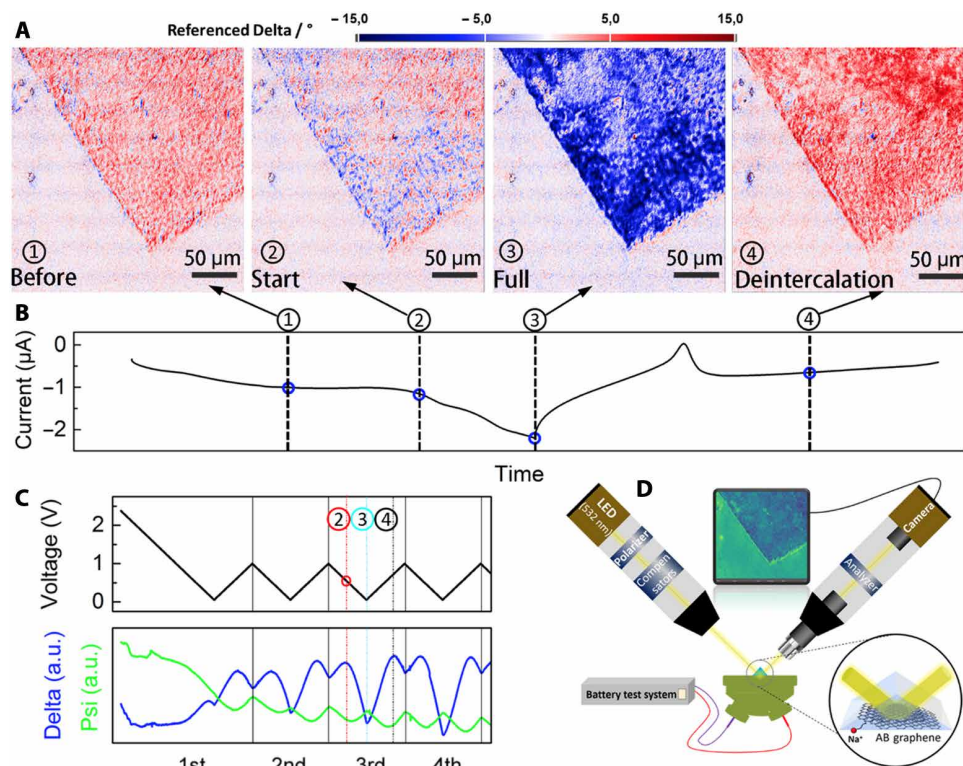 A
Referenced Delta / °
- 15,0
- 5,0
5,0
15,0
1
Before
50 µm
2
Start
50 µm
3
Full
50 µm
4
Deintercalation
50 µm
B
1
2
3
4
Current (µA)
0
−1
−2
Time
C
Voltage (V)
2
1
0
2
3
4
Delta (a.u.)
Psi (a.u.)
1st
2nd
3rd
4th
D
LED
(532 nm)
Polarizer
Compen
sators
Camera
Analyzer
Battery test system
Na⁺
AB graphene